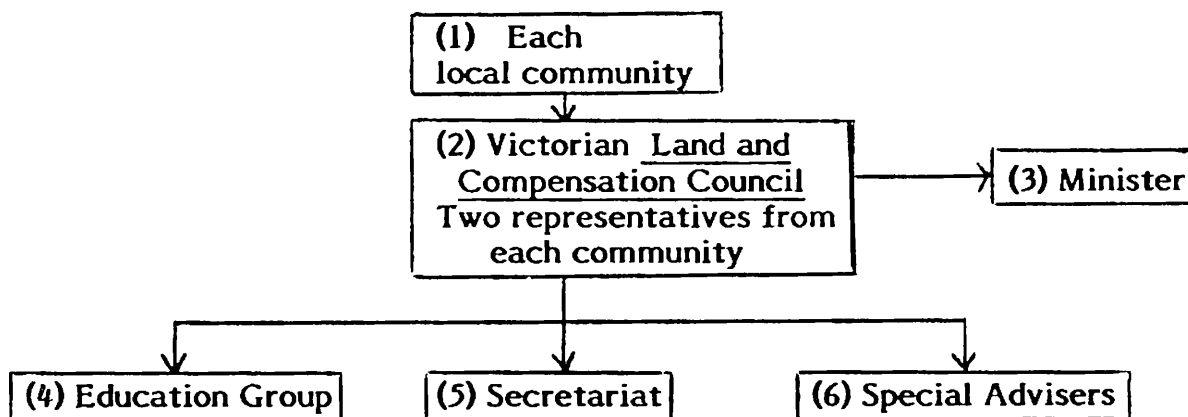 (1) Each
local community
(2) Victorian Land and
Compensation Council
Two representatives from
each community
(3) Minister
(4) Education Group
(5) Secretariat
(6) Special Advisers